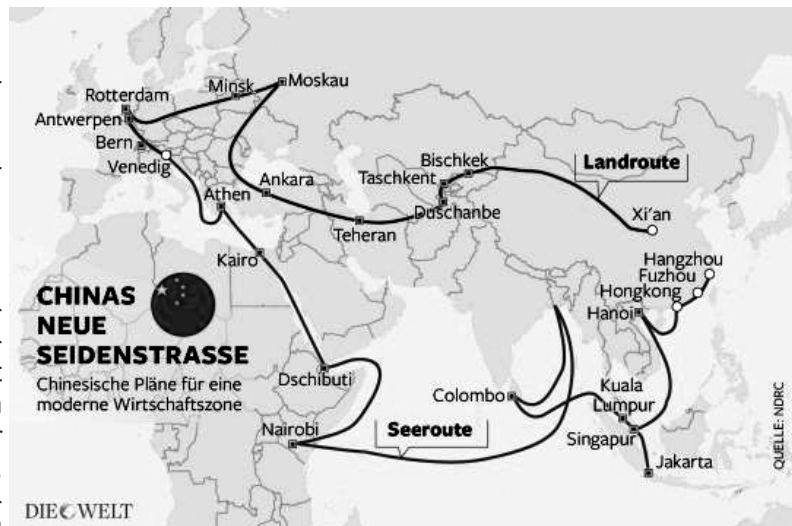 Rotterdam
Antwerpen
Bern
Venedig
Minsk
Moskau
Athen
Ankara
Teheran
Taschkent
Bischkek
Duschanbe
Landroute
Xi'an
Hangzhou
Fuzhou
Hongkong
Hanoi
Kairo
CHINAS
NEUE
SEIDENSTRASSE
Chinesische Pläne für eine
moderne Wirtschaftszone
Dschibuti
Nairobi
Seeroute
Colombo
Kuala
Lumpur
Singapur
Jakarta
QUELLE: NDRC
DIE WELT